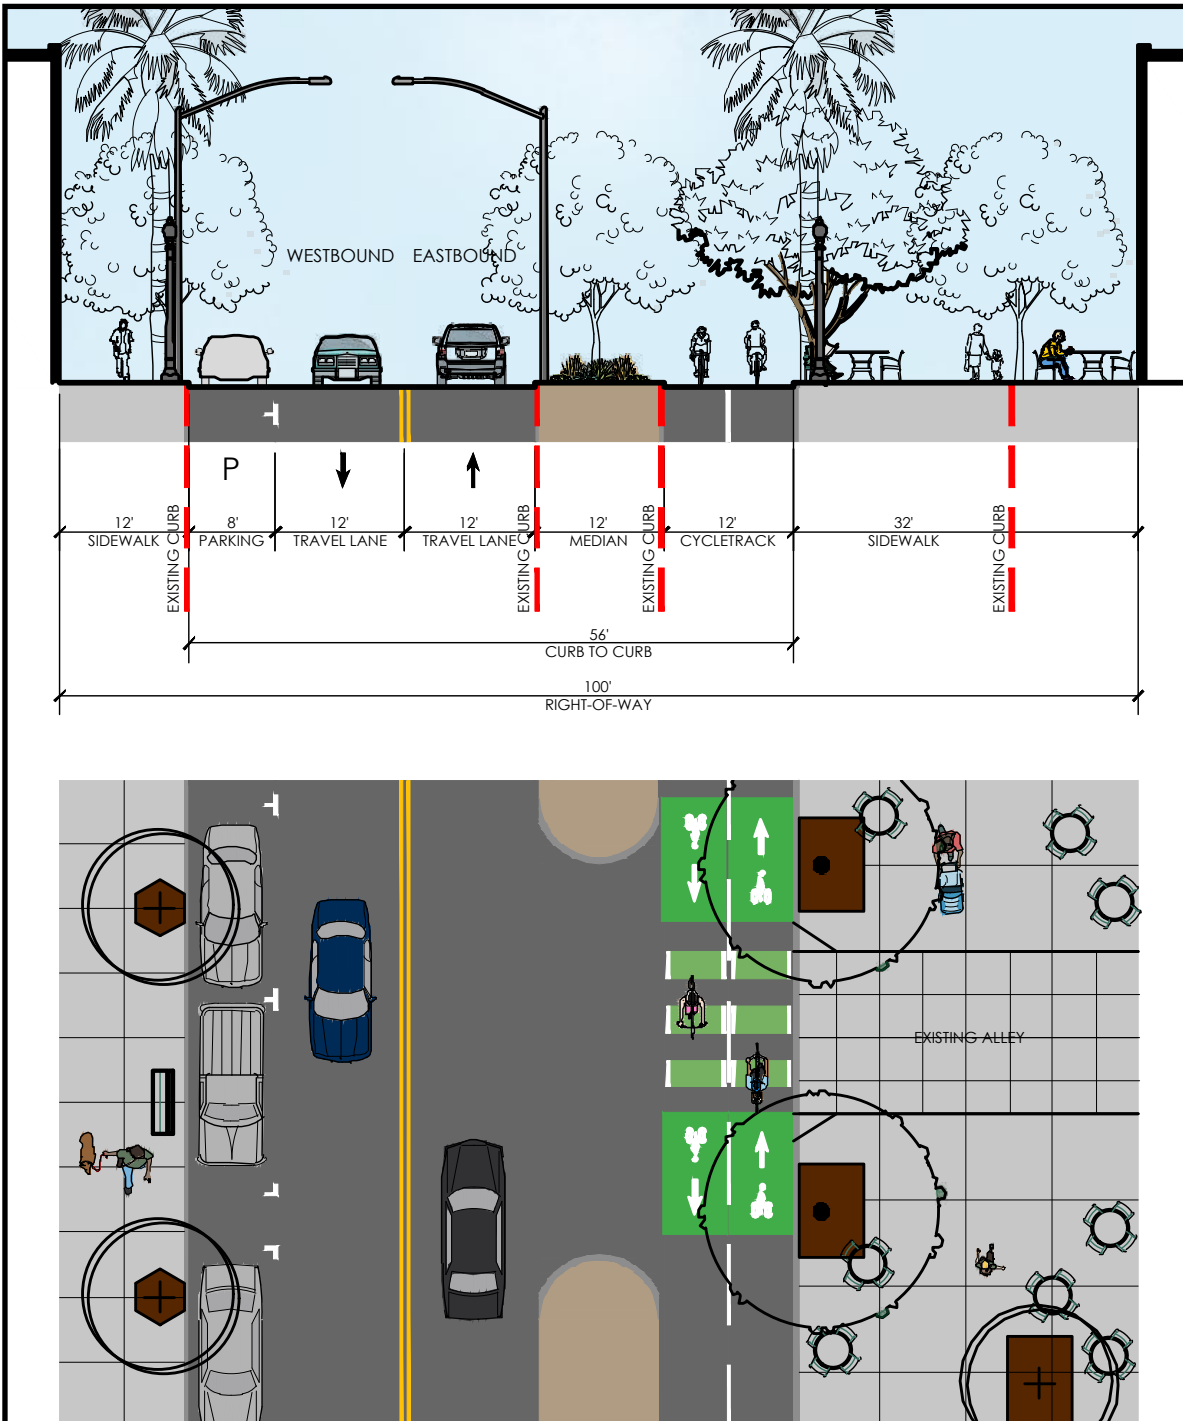 WESTBOUND EASTBOUND
P
12' 8' 12' 12' 12' 12' 32'
SIDEWALK PARKING TRAVEL LANE TRAVEL LANE MEDIAN CYCLETRACK SIDEWALK
EXISTING CURB
EXISTING CURB
EXISTING CURB
EXISTING CURB
56'
CURB TO CURB
100'
RIGHT-OF-WAY
EXISTING ALLEY